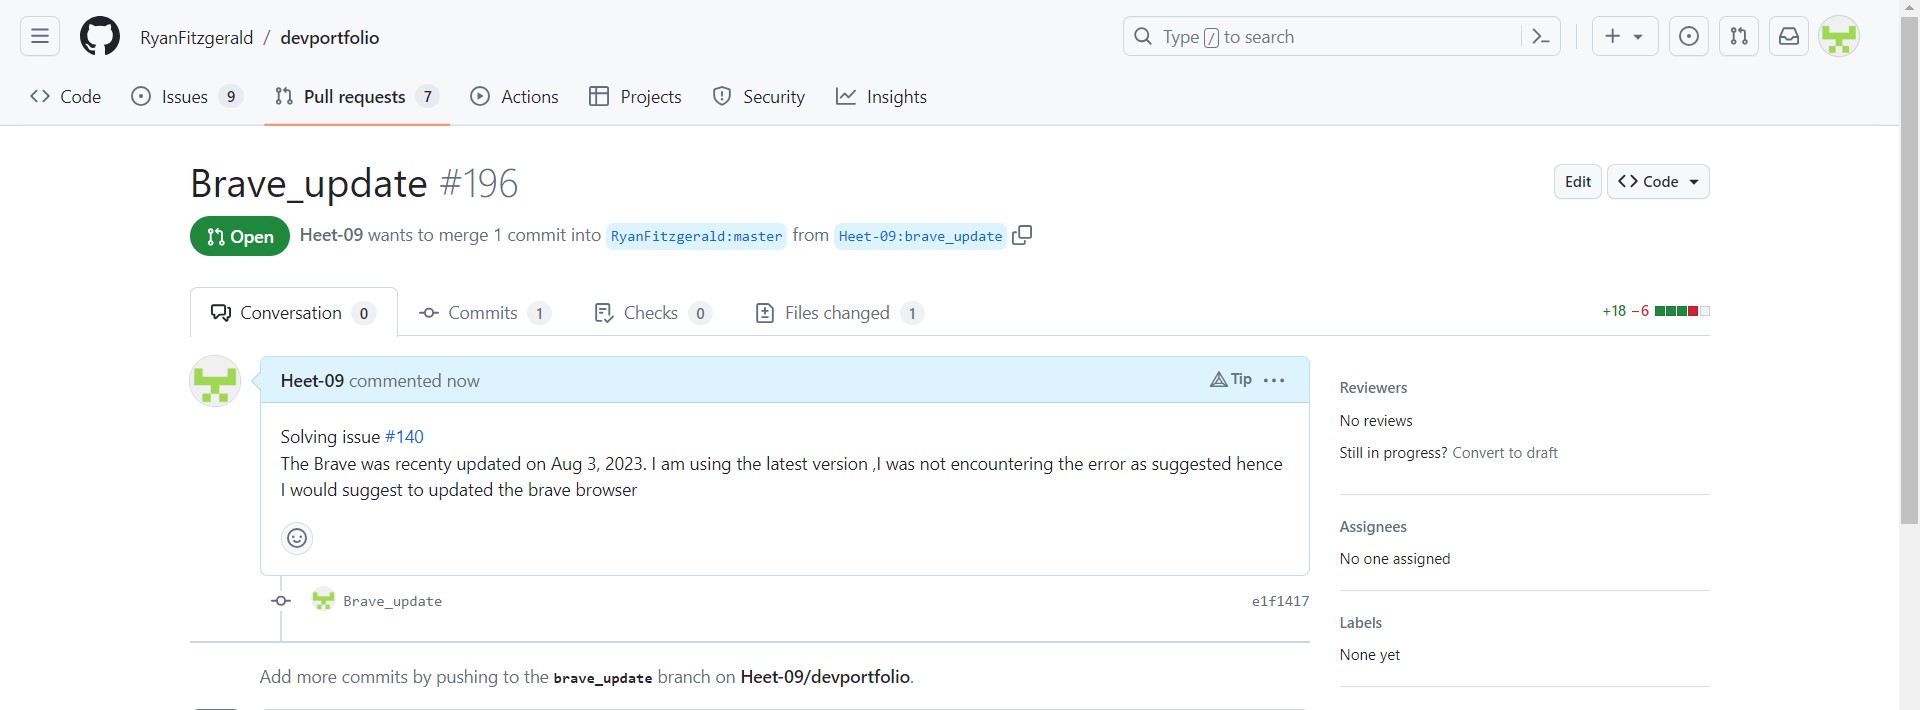 RyanFitzgerald / devportfolio
Type / to search
Code
Issues 9
Pull requests 7
Actions
Projects
Security
Insights
Brave_update #196
Edit
Code
Open
Heet-09 wants to merge 1 commit into RyanFitzgerald:master from Heet-09:brave_update
Conversation 0
Commits 1
Checks 0
Files changed 1
+18 −6
Heet-09 commented now
Tip
Solving issue #140
The Brave was recenty updated on Aug 3, 2023. I am using the latest version ,I was not encountering the error as suggested hence
I would suggest to updated the brave browser
Brave_update
e1f1417
Add more commits by pushing to the brave_update branch on Heet-09/devportfolio.
Reviewers
No reviews
Still in progress? Convert to draft
Assignees
No one assigned
Labels
None yet